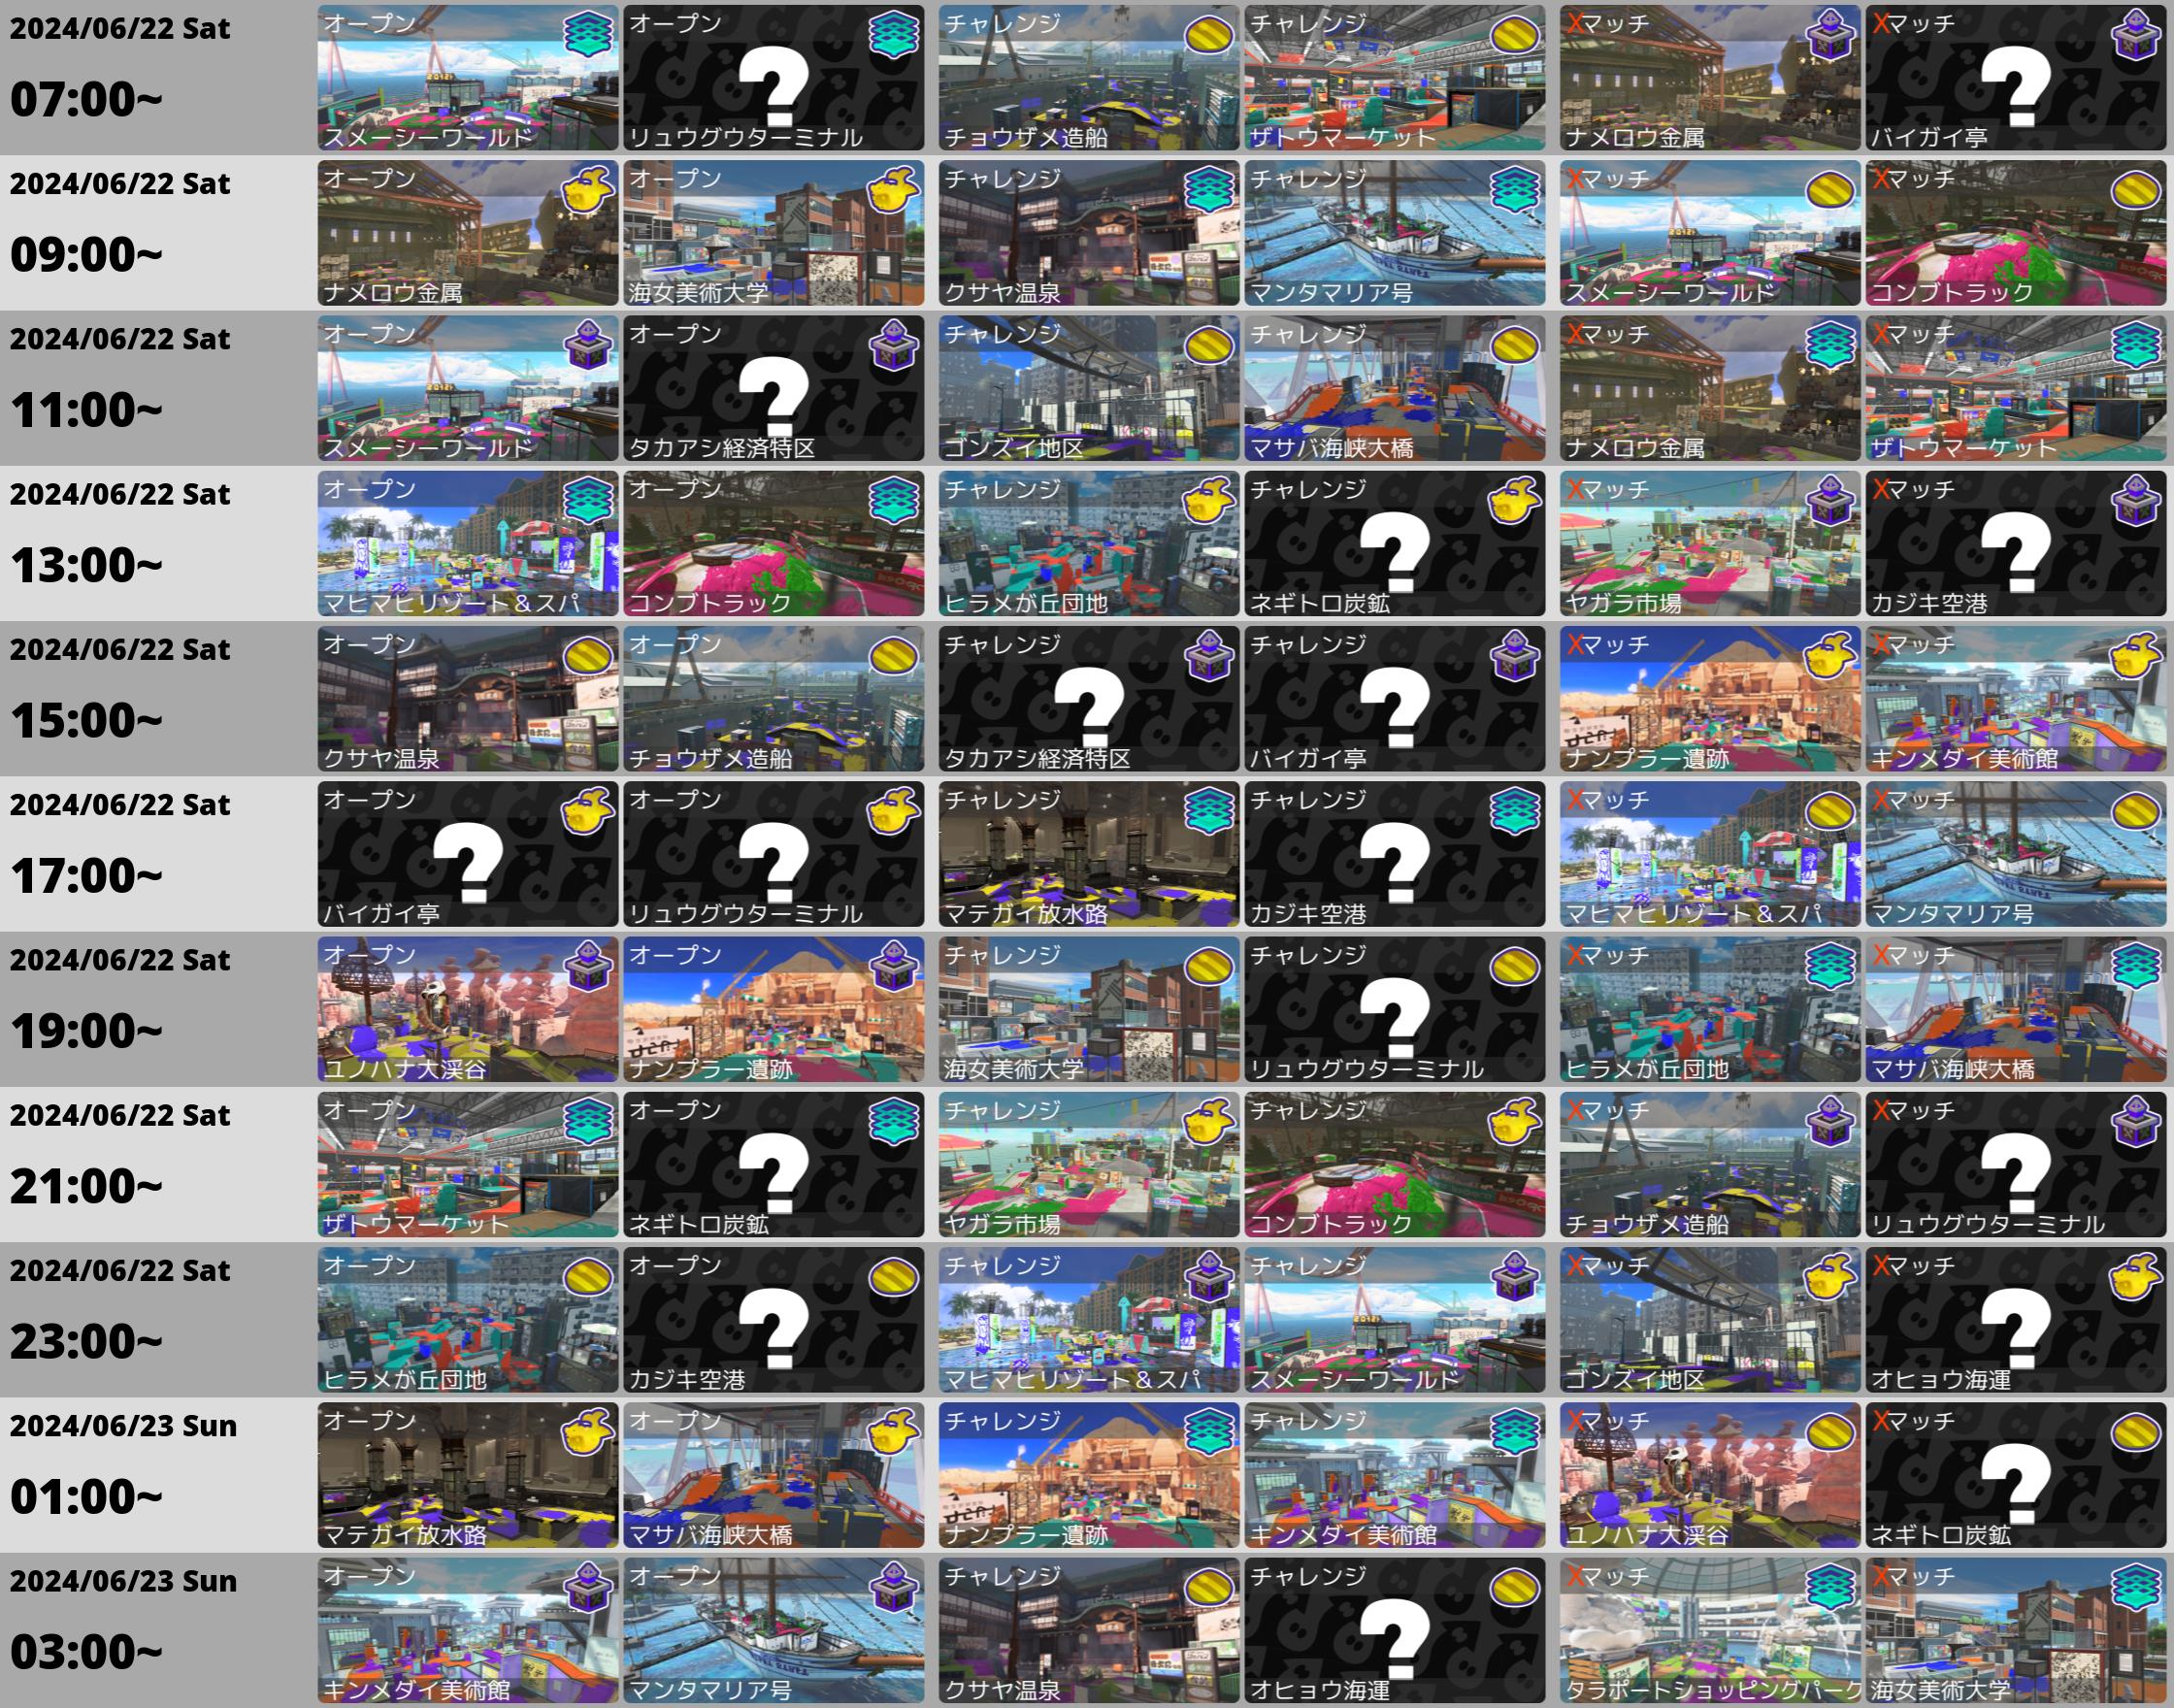 2024/06/22 Sat
07:00~
オープン
スメーシーワールド
オープン
リュウグウターミナル
チャレンジ
チョウザメ造船
チャレンジ
ザトウマーケット
Xマッチ
ナメロウ金属
Xマッチ
バイガイ亭
2024/06/22 Sat
09:00~
オープン
ナメロウ金属
オープン
海女美術大学
チャレンジ
クサヤ温泉
チャレンジ
マンタマリア号
Xマッチ
スメーシーワールド
Xマッチ
コンブトラック
2024/06/22 Sat
11:00~
オープン
スメーシーワールド
オープン
タカアシ経済特区
チャレンジ
ゴンズイ地区
チャレンジ
マサバ海峡大橋
Xマッチ
ナメロウ金属
Xマッチ
ザトウマーケット
2024/06/22 Sat
13:00~
オープン
マヒマヒリゾート&スパ
オープン
コンブトラック
チャレンジ
ヒラメが丘団地
チャレンジ
ネギトロ炭鉱
Xマッチ
ヤガラ市場
Xマッチ
カジキ空港
2024/06/22 Sat
15:00~
オープン
クサヤ温泉
オープン
チョウザメ造船
チャレンジ
タカアシ経済特区
チャレンジ
バイガイ亭
Xマッチ
ナンプラー遺跡
Xマッチ
キンメダイ美術館
2024/06/22 Sat
17:00~
オープン
バイガイ亭
オープン
リュウグウターミナル
チャレンジ
マテガイ放水路
チャレンジ
カジキ空港
Xマッチ
マヒマヒリゾート&スパ
Xマッチ
マンタマリア号
2024/06/22 Sat
19:00~
オープン
ユノハナ大渓谷
オープン
ナンプラー遺跡
チャレンジ
海女美術大学
チャレンジ
リュウグウターミナル
Xマッチ
ヒラメが丘団地
Xマッチ
マサバ海峡大橋
2024/06/22 Sat
21:00~
オープン
ザトウマーケット
オープン
ネギトロ炭鉱
チャレンジ
ヤガラ市場
チャレンジ
コンブトラック
Xマッチ
チョウザメ造船
Xマッチ
リュウグウターミナル
2024/06/22 Sat
23:00~
オープン
ヒラメが丘団地
オープン
カジキ空港
チャレンジ
マヒマヒリゾート&スパ
チャレンジ
スメーシーワールド
Xマッチ
ゴンズイ地区
Xマッチ
オヒョウ海運
2024/06/23 Sun
01:00~
オープン
マテガイ放水路
オープン
マサバ海峡大橋
チャレンジ
ナンプラー遺跡
チャレンジ
キンメダイ美術館
Xマッチ
ユノハナ大渓谷
Xマッチ
ネギトロ炭鉱
2024/06/23 Sun
03:00~
オープン
キンメダイ美術館
オープン
マンタマリア号
チャレンジ
クサヤ温泉
チャレンジ
オヒョウ海運
Xマッチ
タラポートショッピングパーク
Xマッチ
海女美術大学